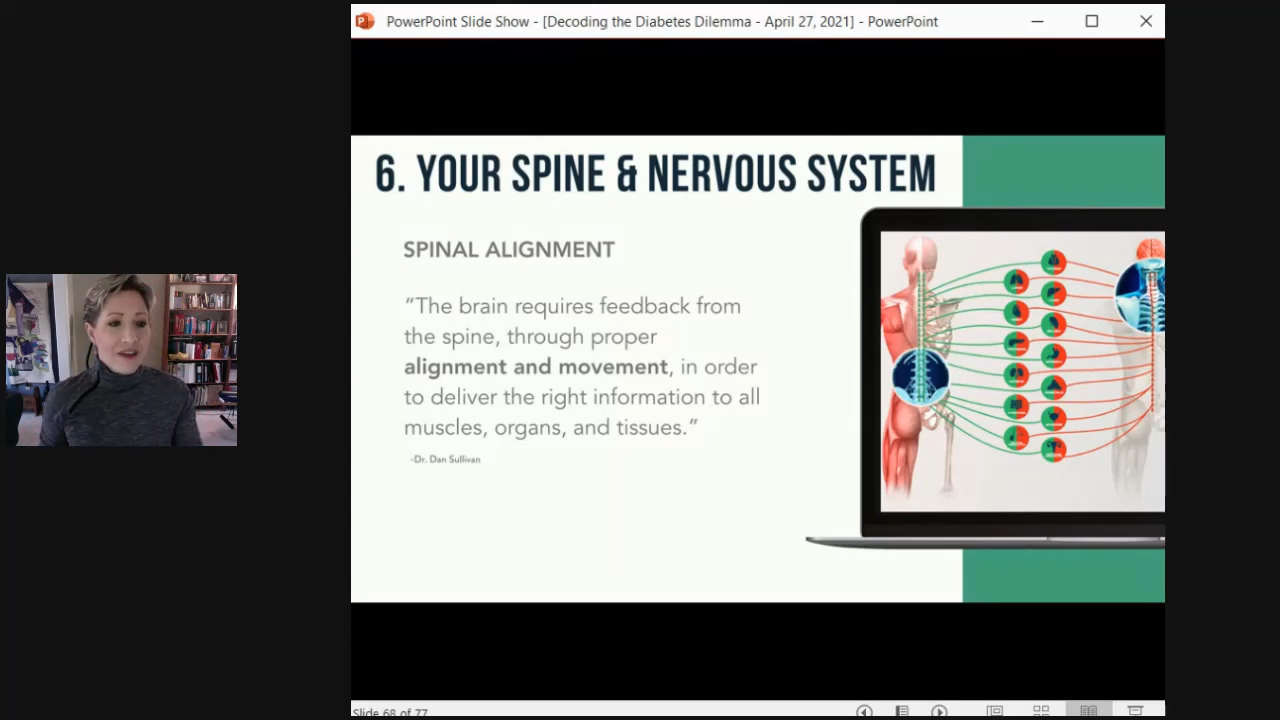 PowerPoint Slide Show - [Decoding the Diabetes Dilemma - April 27, 2021] - PowerPoint
6. YOUR SPINE & NERVOUS SYSTEM
SPINAL ALIGNMENT
“The brain requires feedback from
the spine, through proper
alignment and movement, in order
to deliver the right information to all
muscles, organs, and tissues.”
-Dr. Dan Sullivan
Slide 68 of 77